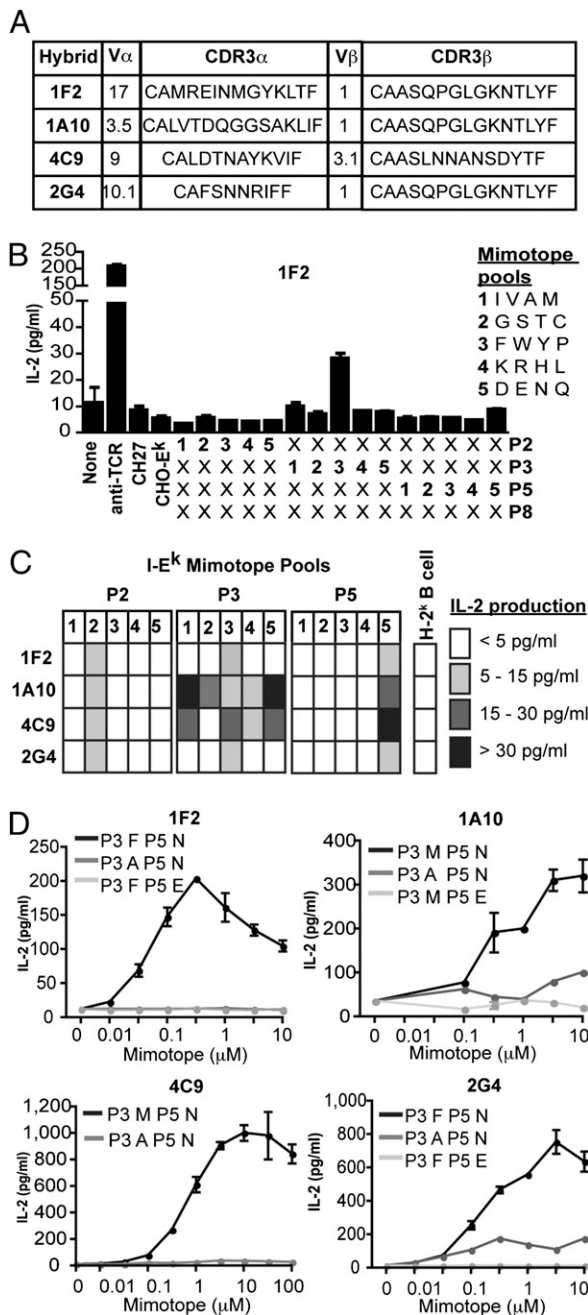 A
Hybrid Vα CDR3α Vβ CDR3β
1F2 17 CAMREINMGYKLTF 1 CAASQPGLGKNTLYF
1A10 3.5 CALVTDQGGSAKLIF 1 CAASQPGLGKNTLYF
4C9 9 CALDTNAYKVIF 3.1 CAASLNNANSDYTF
2G4 10.1 CAFSNNRIFF 1 CAASQPGLGKNTLYF
B
1F2
Mimotope pools
1 I V A M
2 G S T C
3 F W Y P
4 K R H L
5 D E N Q
IL-2 (pg/ml)
250
200
150
50
40
30
20
10
0
None anti-TCR CH27 CHO-Eᵏ
1 2 3 4 5 X X X X X X X X X X P2
X X X X X 1 2 3 4 5 X X X X X P3
X X X X X X X X X X 1 2 3 4 5 P5
X X X X X X X X X X X X X X X P8
C
I-Eᵏ Mimotope Pools
P2 P3 P5
1 2 3 4 5 1 2 3 4 5 1 2 3 4 5
H-2ᵏ B cell
1F2
1A10
4C9
2G4
IL-2 production
< 5 pg/ml
5 - 15 pg/ml
15 - 30 pg/ml
> 30 pg/ml
D
1F2
P3 F P5 N
P3 A P5 N
P3 F P5 E
IL-2 (pg/ml)
250
200
150
100
50
0
0 0.01 0.1 1 10
Mimotope (µM)
1A10
P3 M P5 N
P3 A P5 N
P3 M P5 E
IL-2 (pg/ml)
400
300
200
100
0
0 0.01 0.1 1 10
Mimotope (µM)
4C9
P3 M P5 N
P3 A P5 N
IL-2 (pg/ml)
1,200
1,000
800
600
400
200
0
0 0.01 0.1 1 10 100
Mimotope (µM)
2G4
P3 F P5 N
P3 A P5 N
P3 F P5 E
IL-2 (pg/ml)
1,000
800
600
400
200
0
0 0.01 0.1 1 10
Mimotope (µM)